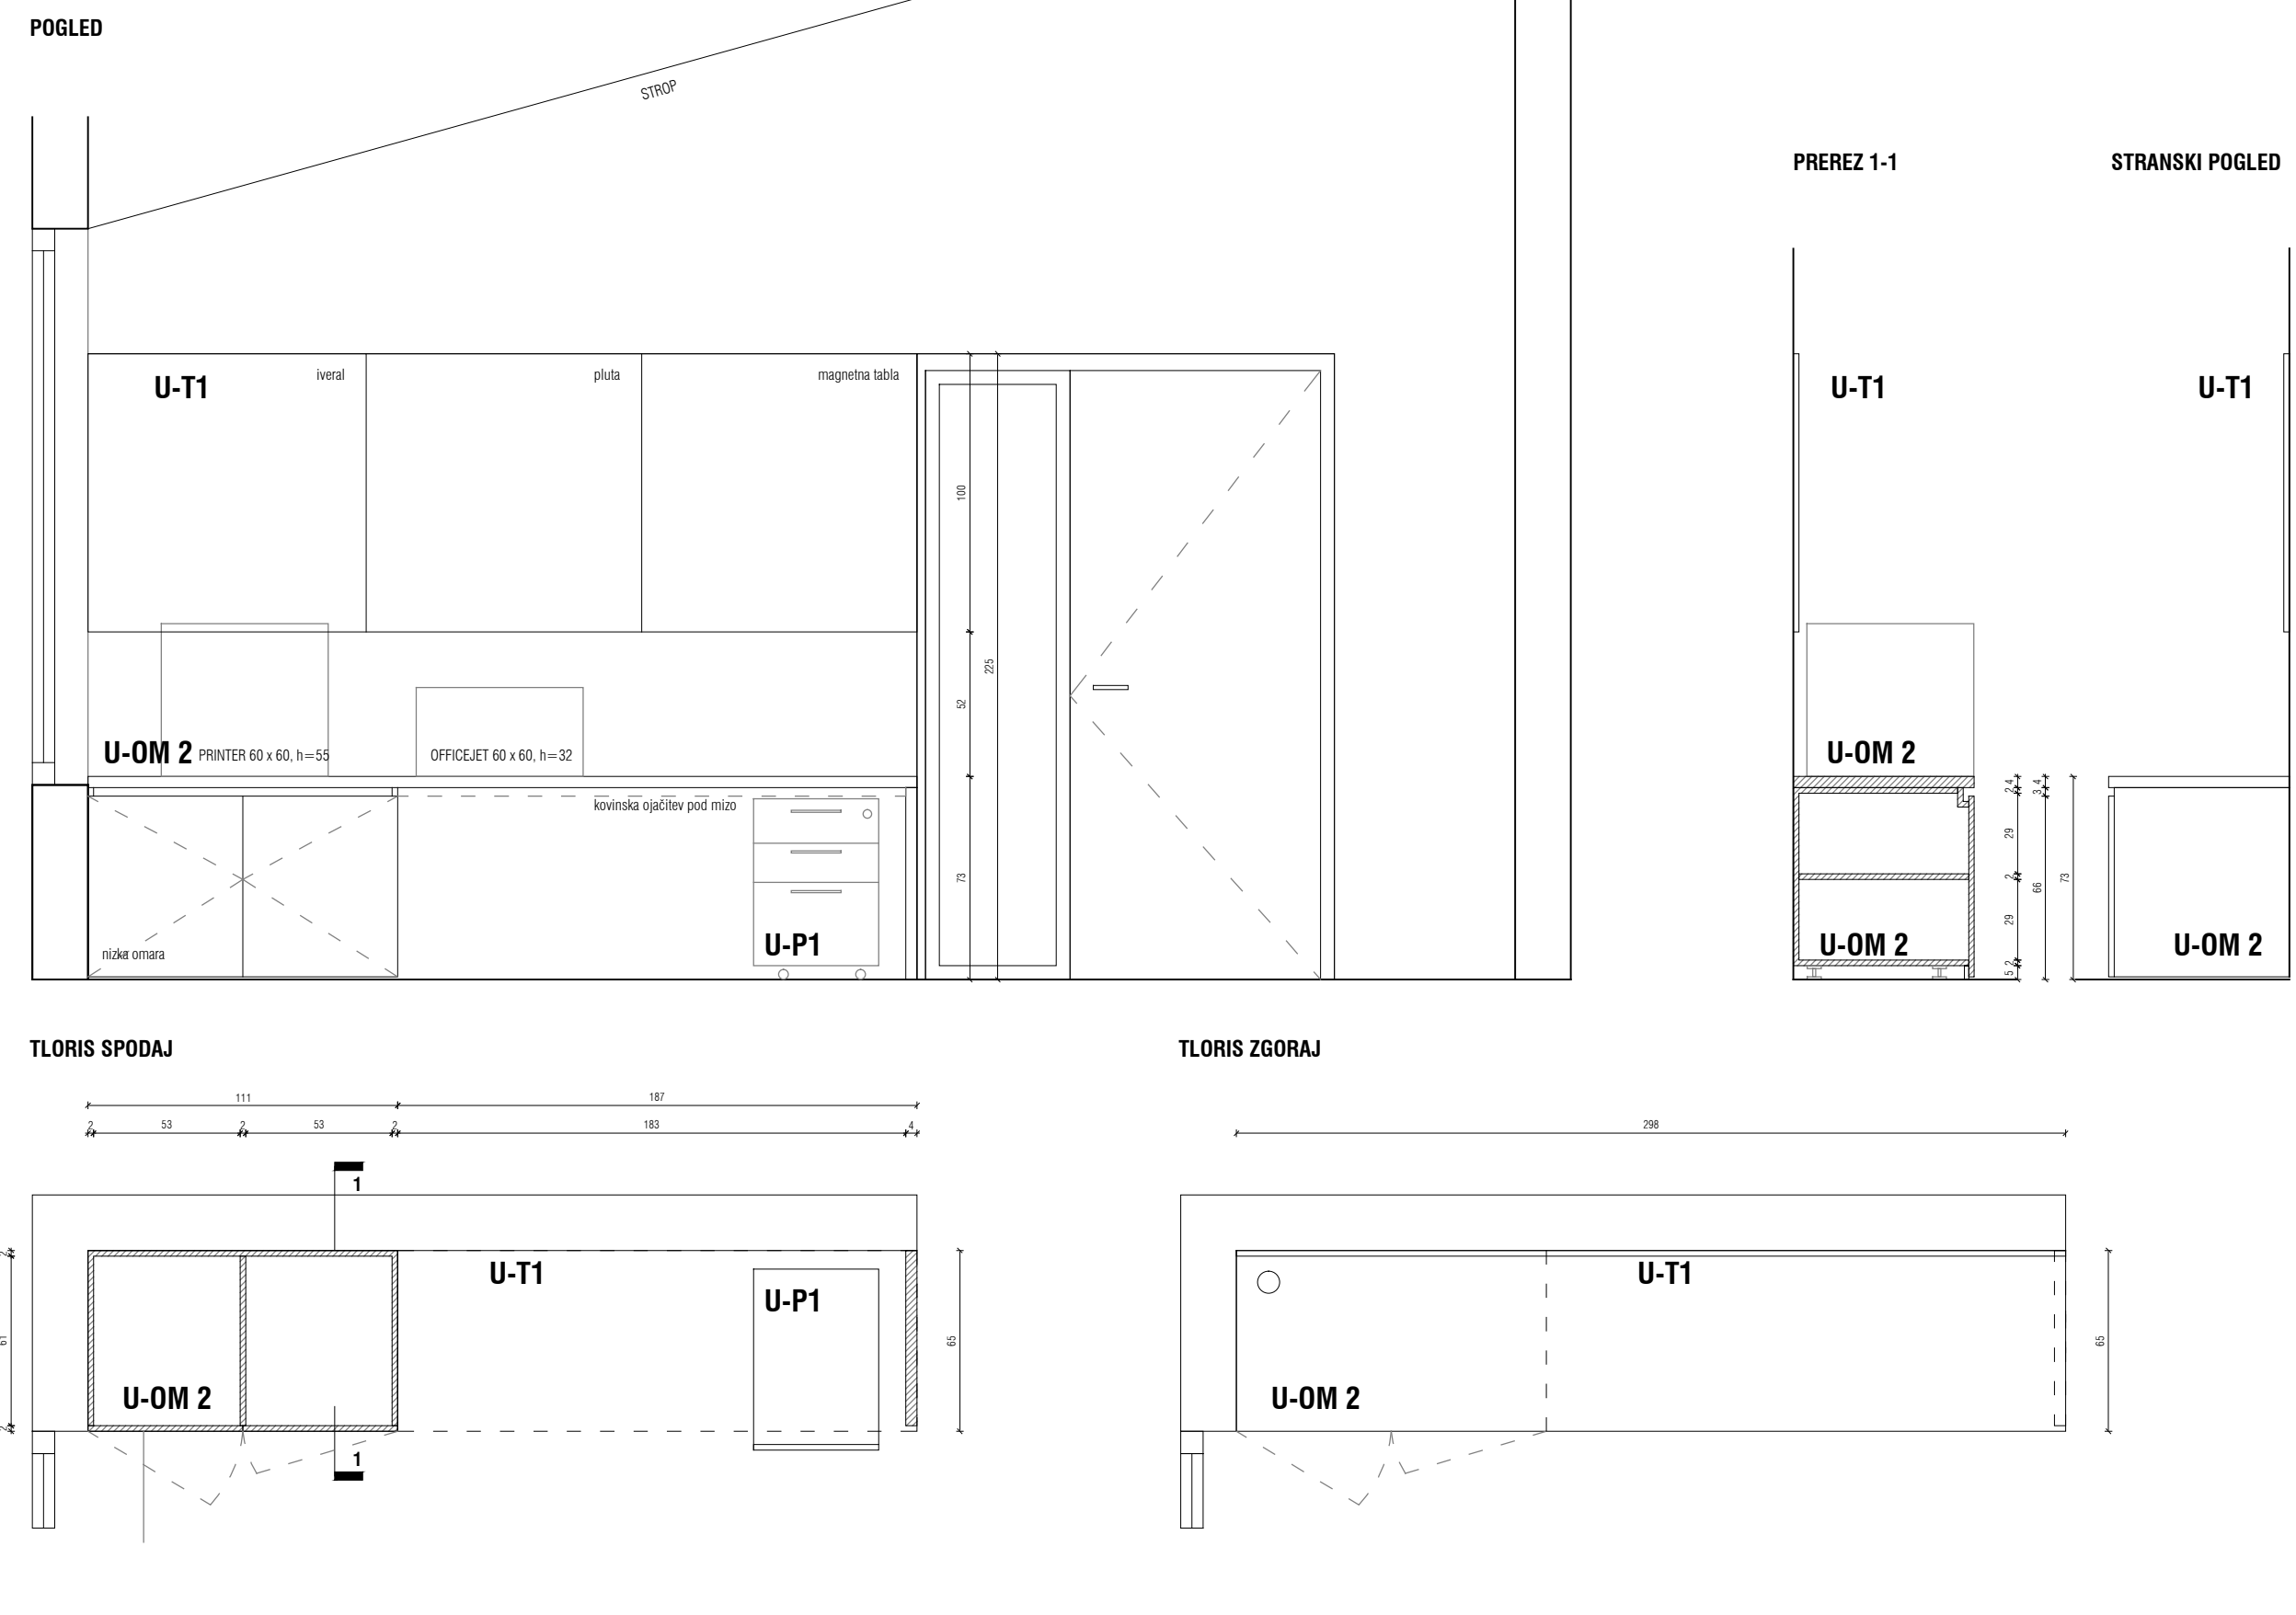 POGLED
STROP
PREREZ 1-1
STRANSKI POGLED
U-T1
iveral
pluta
magnetna tabla
U-T1
U-T1
100
225
52
73
U-OM 2
PRINTER 60 x 60, h=55
OFFICEJET 60 x 60, h=32
kovinska ojačitev pod mizo
nizka omara
U-P1
U-OM 2
U-OM 2
U-OM 2
4
2
29
2
29
2
5
4
3
66
73
TLORIS SPODAJ
TLORIS ZGORAJ
111
187
2
53
2
53
2
183
4
298
1
2
61
2
U-T1
U-P1
U-OM 2
65
1
U-T1
U-OM 2
65